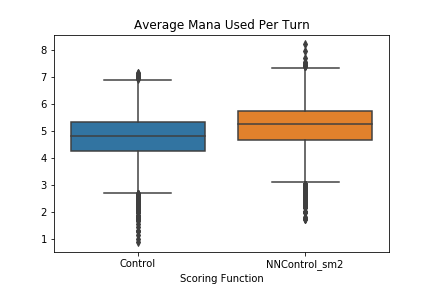 Average Mana Used Per Turn
8
7
6
5
4
3
2
1
Control
NNControl_sm2
Scoring Function